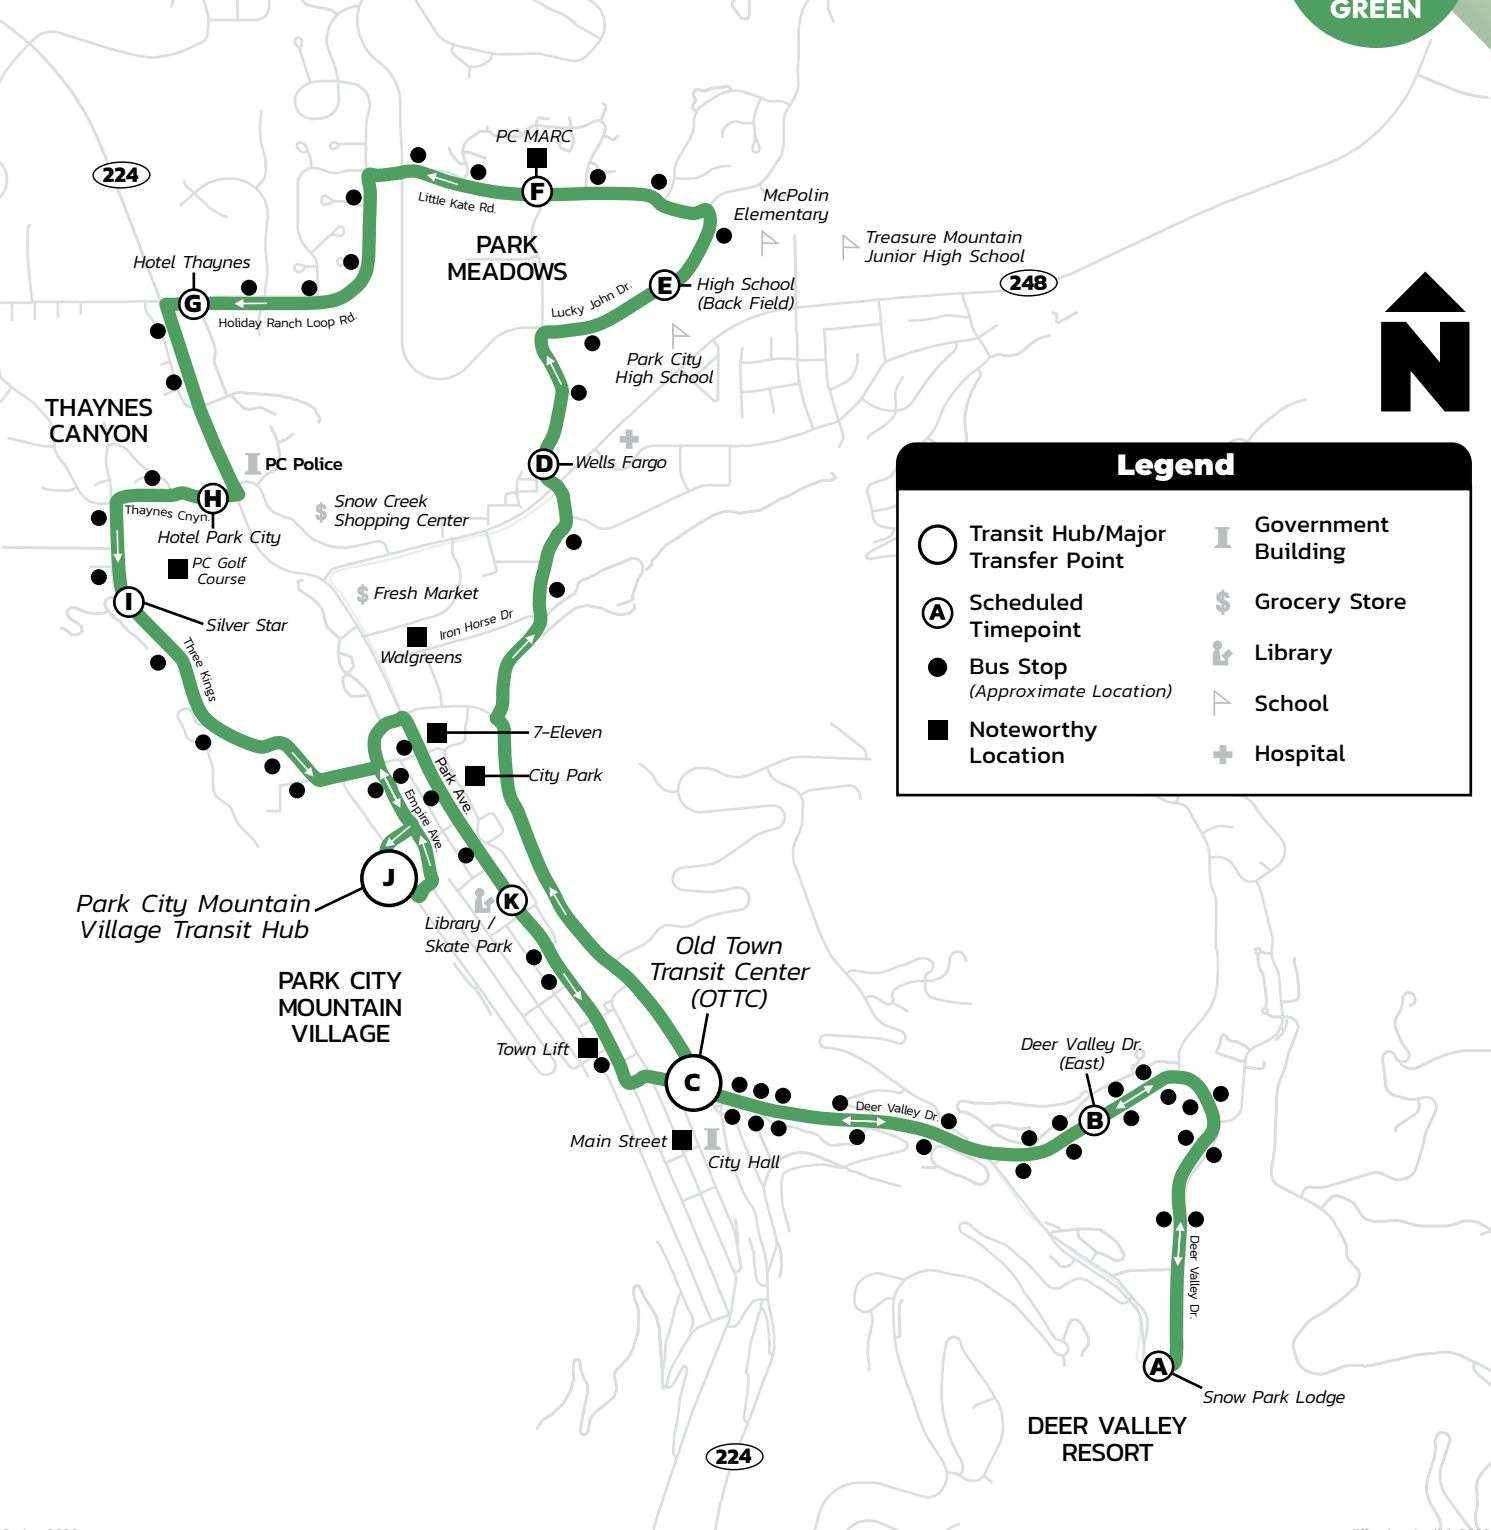 GREEN
PC MARC
224
F
Little Kate Rd.
McPolin
Elementary
PARK
MEADOWS
Treasure Mountain
Junior High School
Hotel Thaynes
248
E
High School
(Back Field)
G
Lucky John Dr.
Holiday Ranch Loop Rd.
N
Park City
High School
THAYNES
CANYON
PC Police
D
Wells Fargo
H
Thaynes Cnyn.
Snow Creek
Shopping Center
Hotel Park City
PC Golf
Course
I
Silver Star
Fresh Market
Iron Horse Dr
Walgreens
Three Kings
7-Eleven
City Park
Park Ave.
Empire Ave.
J
Park City Mountain
Village Transit Hub
K
Library /
Skate Park
PARK CITY
MOUNTAIN
VILLAGE
Old Town
Transit Center
(OTTC)
Town Lift
C
Deer Valley Dr.
Deer Valley Dr.
(East)
B
Main Street
City Hall
Deer Valley Dr.
A
Snow Park Lodge
DEER VALLEY
RESORT
224
Legend
Transit Hub/Major
Transfer Point
A
Scheduled
Timepoint
Bus Stop
(Approximate Location)
Noteworthy
Location
Government
Building
$
Grocery Store
Library
School
Hospital